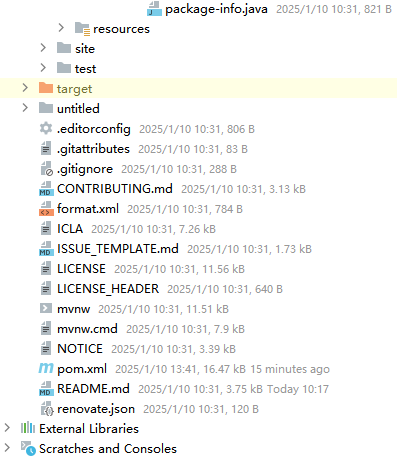 package-info.java 2025/1/10 10:31, 821 B
resources
site
test
target
untitled
.editorconfig 2025/1/10 10:31, 806 B
.gitattributes 2025/1/10 10:31, 83 B
.gitignore 2025/1/10 10:31, 288 B
CONTRIBUTING.md 2025/1/10 10:31, 3.13 kB
format.xml 2025/1/10 10:31, 784 B
ICLA 2025/1/10 10:31, 7.26 kB
ISSUE_TEMPLATE.md 2025/1/10 10:31, 1.73 kB
LICENSE 2025/1/10 10:31, 11.56 kB
LICENSE_HEADER 2025/1/10 10:31, 640 B
mvnw 2025/1/10 10:31, 11.51 kB
mvnw.cmd 2025/1/10 10:31, 7.9 kB
NOTICE 2025/1/10 10:31, 3.39 kB
pom.xml 2025/1/10 13:41, 16.47 kB 15 minutes ago
README.md 2025/1/10 10:31, 3.75 kB Today 10:17
renovate.json 2025/1/10 10:31, 120 B
External Libraries
Scratches and Consoles